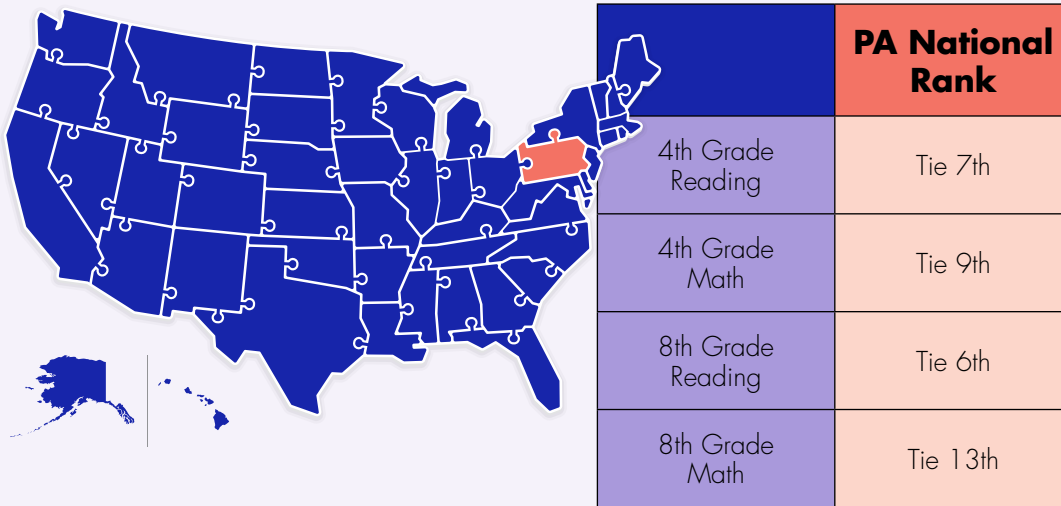 PA National
Rank
4th Grade
Reading
Tie 7th
4th Grade
Math
Tie 9th
8th Grade
Reading
Tie 6th
8th Grade
Math
Tie 13th